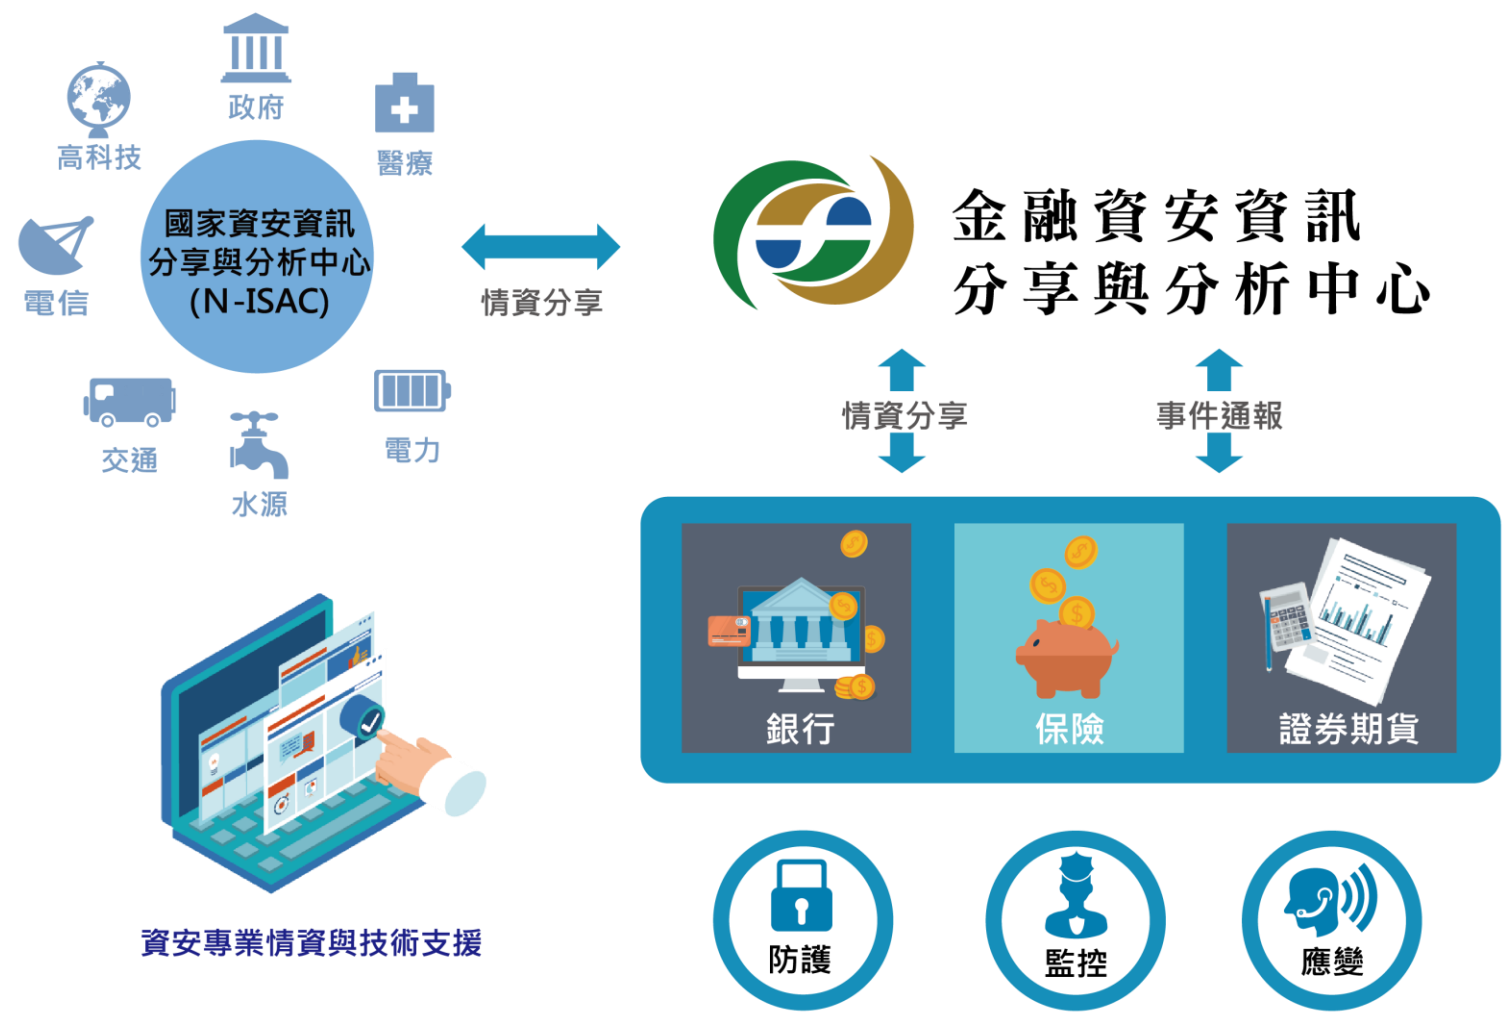 政府
高科技
醫療
國家資安資訊
分享與分析中心
(N-ISAC)
電信
交通
水源
電力
情資分享
金融資安資訊
分享與分析中心
情資分享
事件通報
銀行
保險
證券期貨
資安專業情資與技術支援
防護
監控
應變